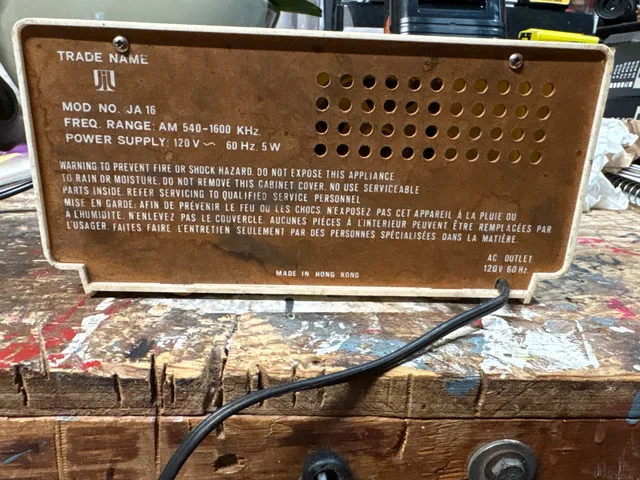 TRADE NAME
JIL
MOD NO. JA 16
FREQ. RANGE: AM 540-1600 KHz.
POWER SUPPLY: 120V ~ 60 Hz. 5 W
WARNING TO PREVENT FIRE OR SHOCK HAZARD. DO NOT EXPOSE THIS APPLIANCE
TO RAIN OR MOISTURE. DO NOT REMOVE THIS CABINET COVER. NO USE SERVICEABLE
PARTS INSIDE. REFER SERVICING TO QUALIFIED SERVICE PERSONNEL
MISE EN GARDE: AFIN DE PRÉVENIR LE FEU OU LES CHOCS N'EXPOSEZ PAS CET APPAREIL À LA PLUIE OU
A L'HUMIDITÉ. N'ENLEVEZ PAS LE COUVERCLE. AUCUNES PIÈCES À L'INTERIEUR PEUVENT ÊTRE REMPLACÉES PAR
L'USAGER. FAITES FAIRE L'ENTRETIEN SEULEMENT PAR DES PERSONNES SPÉCIALISÉES DANS LA MATIÈRE.
AC OUTLET
120V 60 Hz.
MADE IN HONG KONG